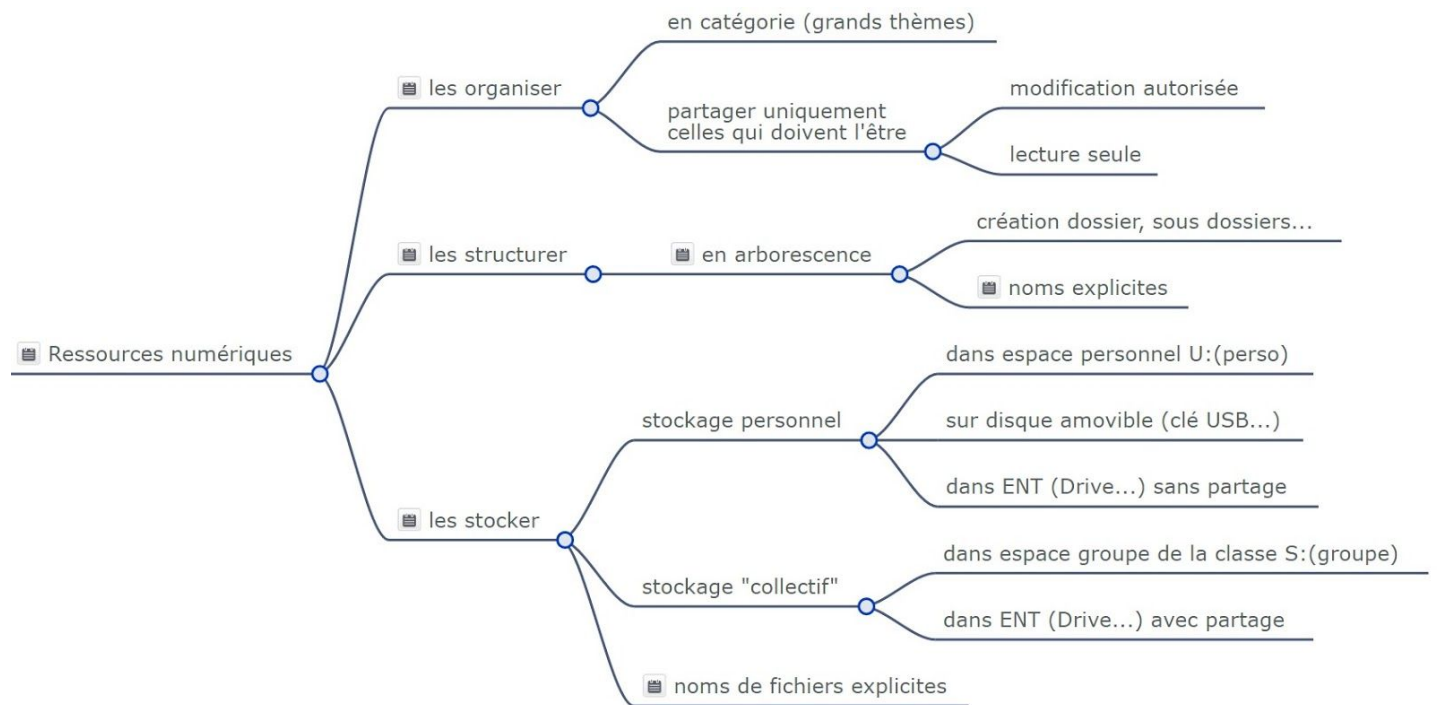 en catégorie (grands thèmes)
les organiser
modification autorisée
partager uniquement
celles qui doivent l'être
lecture seule
création dossier, sous dossiers...
les structurer
en arborescence
noms explicites
Ressources numériques
dans espace personnel U:(perso)
stockage personnel
sur disque amovible (clé USB...)
dans ENT (Drive...) sans partage
les stocker
dans espace groupe de la classe S:(groupe)
stockage "collectif"
dans ENT (Drive...) avec partage
noms de fichiers explicites